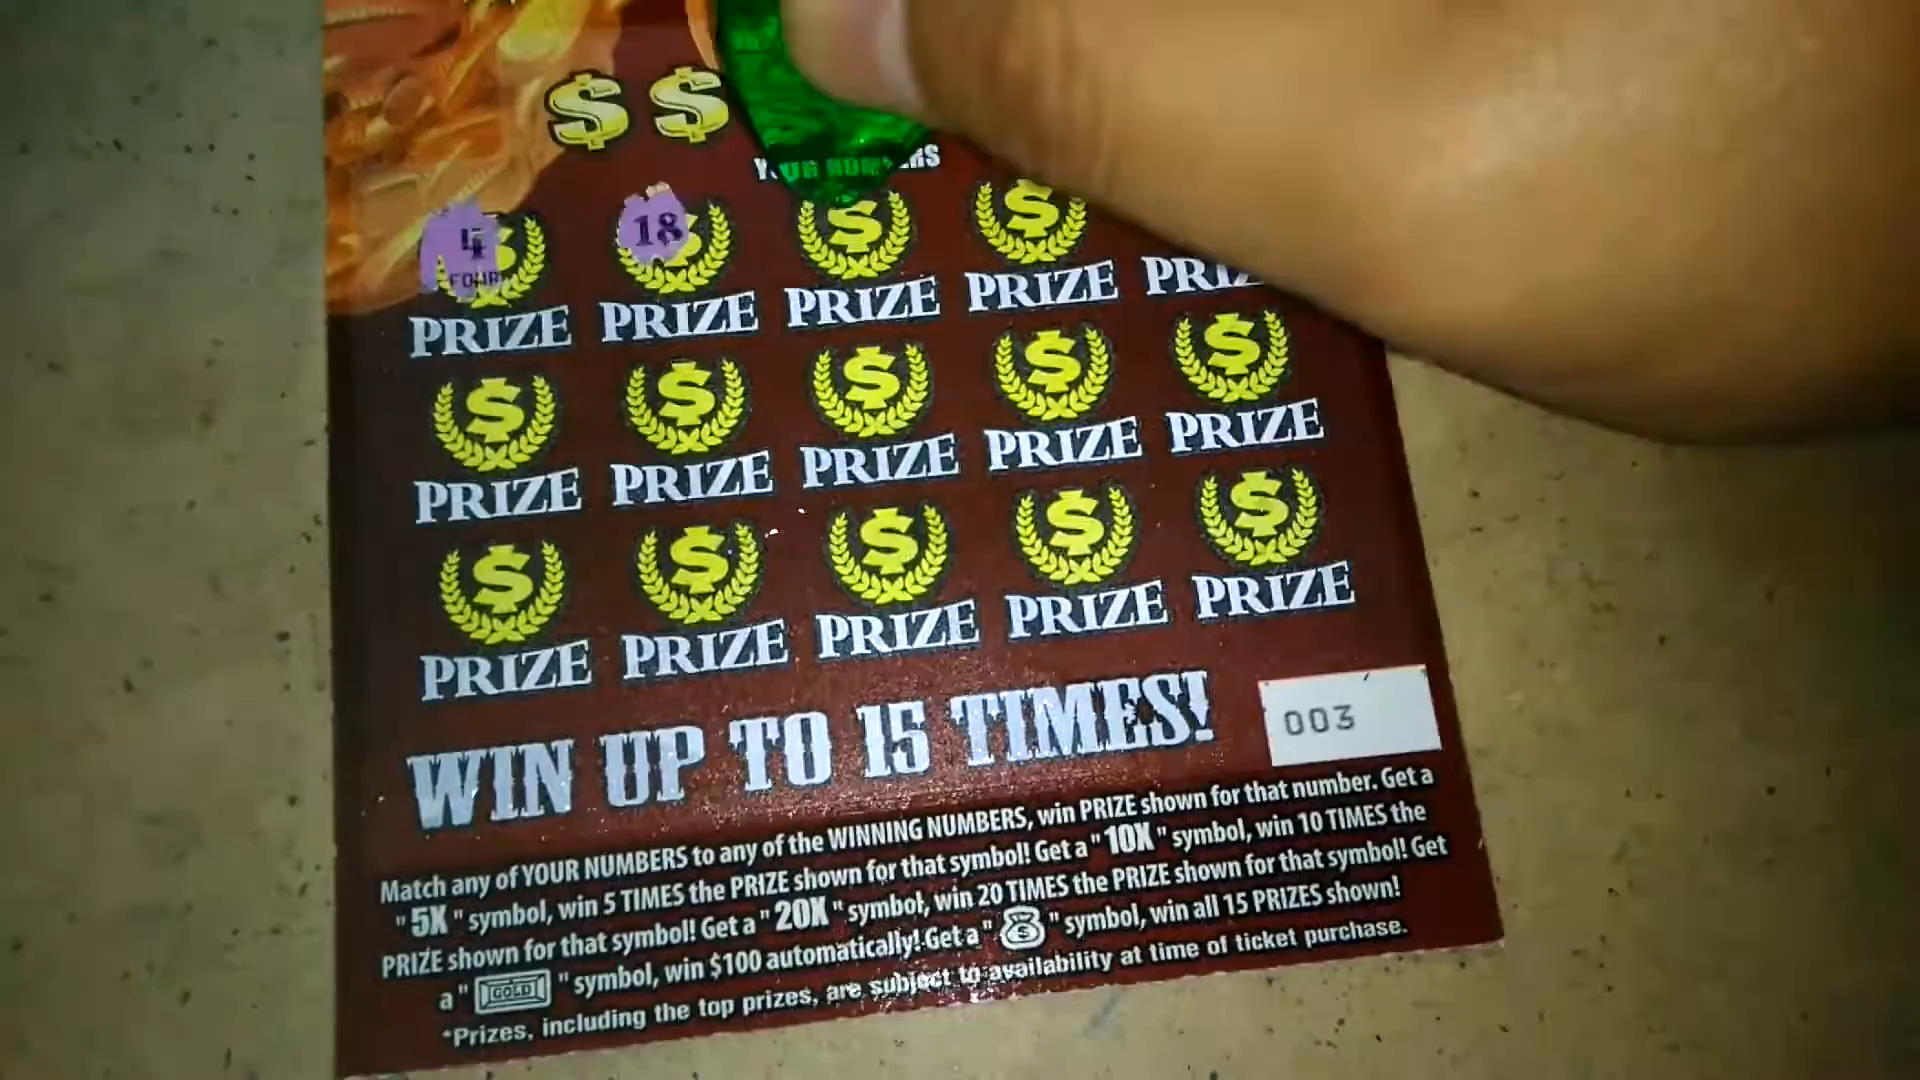 $ $
YOUR NUMBERS
4 18 $ $
FOUR
PRIZE PRIZE PRIZE PRIZE
$ $ $ $ $
PRIZE PRIZE PRIZE PRIZE PRIZE
$ $ $ $ $
PRIZE PRIZE PRIZE PRIZE PRIZE
WIN UP TO 15 TIMES! 003
Match any of YOUR NUMBERS to any of the WINNING NUMBERS, win PRIZE shown for that number. Get a
"5X" symbol, win 5 TIMES the PRIZE shown for that symbol! Get a "10X" symbol, win 10 TIMES the
PRIZE shown for that symbol! Get a "20X" symbol, win 20 TIMES the PRIZE shown for that symbol! Get
a "GOLD" symbol, win $100 automatically! Get a "$" symbol, win all 15 PRIZES shown!
*Prizes, including the top prizes, are subject to availability at time of ticket purchase.